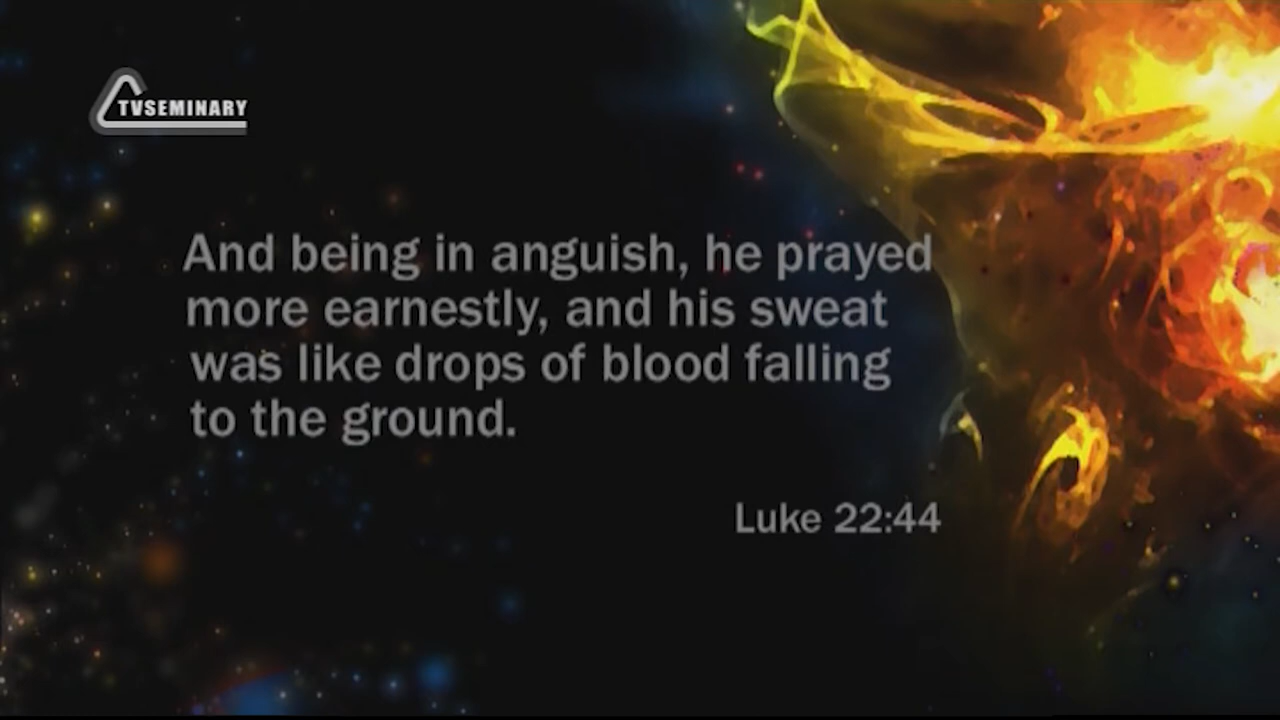 TVSEMINARY
And being in anguish, he prayed
more earnestly, and his sweat
was like drops of blood falling
to the ground.
Luke 22:44